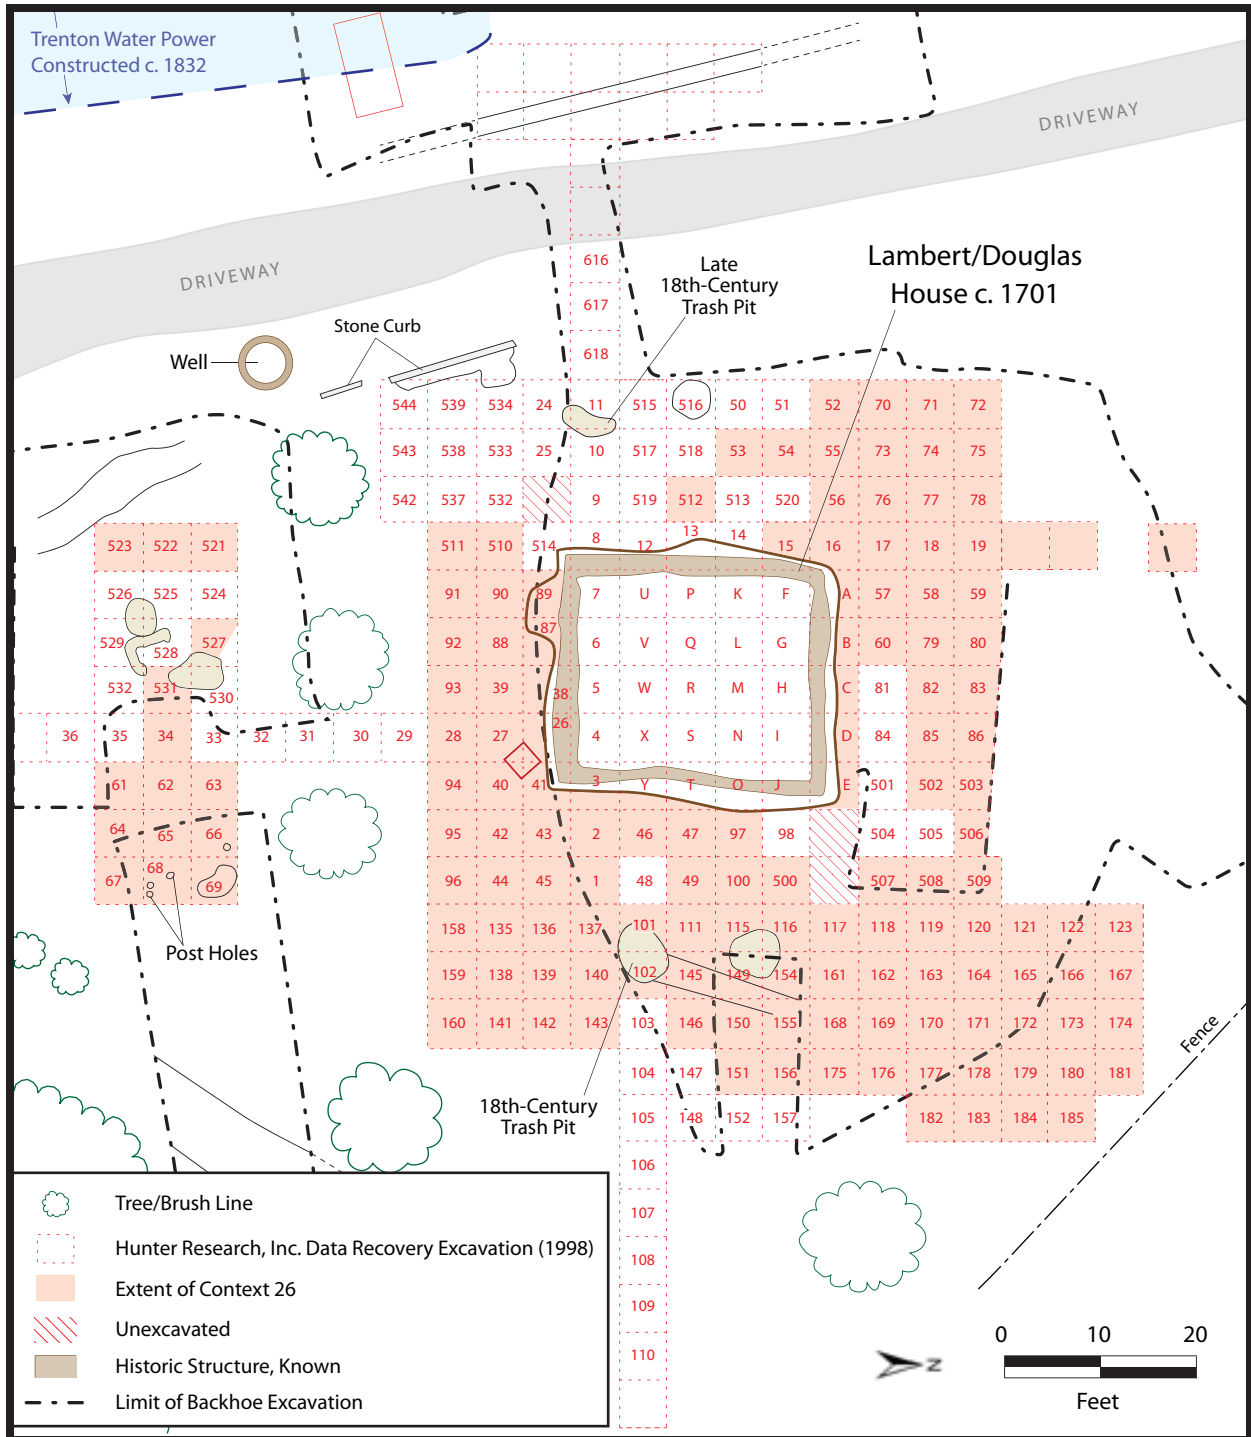 Trenton Water Power
Constructed c. 1832
DRIVEWAY
DRIVEWAY
616
617
618
Late
18th-Century
Trash Pit
Lambert/Douglas
House c. 1701
Stone Curb
Well
544 539 534 24 11 515 516 50 51 52 70 71 72
543 538 533 25 10 517 518 53 54 55 73 74 75
542 537 532 9 519 512 513 520 56 76 77 78
523 522 521 511 510 514 8 12 13 14 15 16 17 18 19
526 525 524 91 90 89 7 U P K F A 57 58 59
529 528 527 92 88 87 6 V Q L G B 60 79 80
532 531 530 93 39 38 5 W R M H C 81 82 83
36 35 34 33 32 31 30 29 28 27 26 4 X S N I D 84 85 86
61 62 63 94 40 41 3 Y T O J E 501 502 503
64 65 66 95 42 43 2 46 47 97 98 504 505 506
67 68 69 96 44 45 1 48 49 100 500 507 508 509
Post Holes
158 135 136 137 101 111 115 116 117 118 119 120 121 122 123
159 138 139 140 102 145 149 154 161 162 163 164 165 166 167
160 141 142 143 103 146 150 155 168 169 170 171 172 173 174
104 147 151 156 175 176 177 178 179 180 181
105 148 152 157 182 183 184 185
106
107
108
109
110
Fence
18th-Century
Trash Pit
Tree/Brush Line
Hunter Research, Inc. Data Recovery Excavation (1998)
Extent of Context 26
Unexcavated
Historic Structure, Known
Limit of Backhoe Excavation
Z
0 10 20
Feet